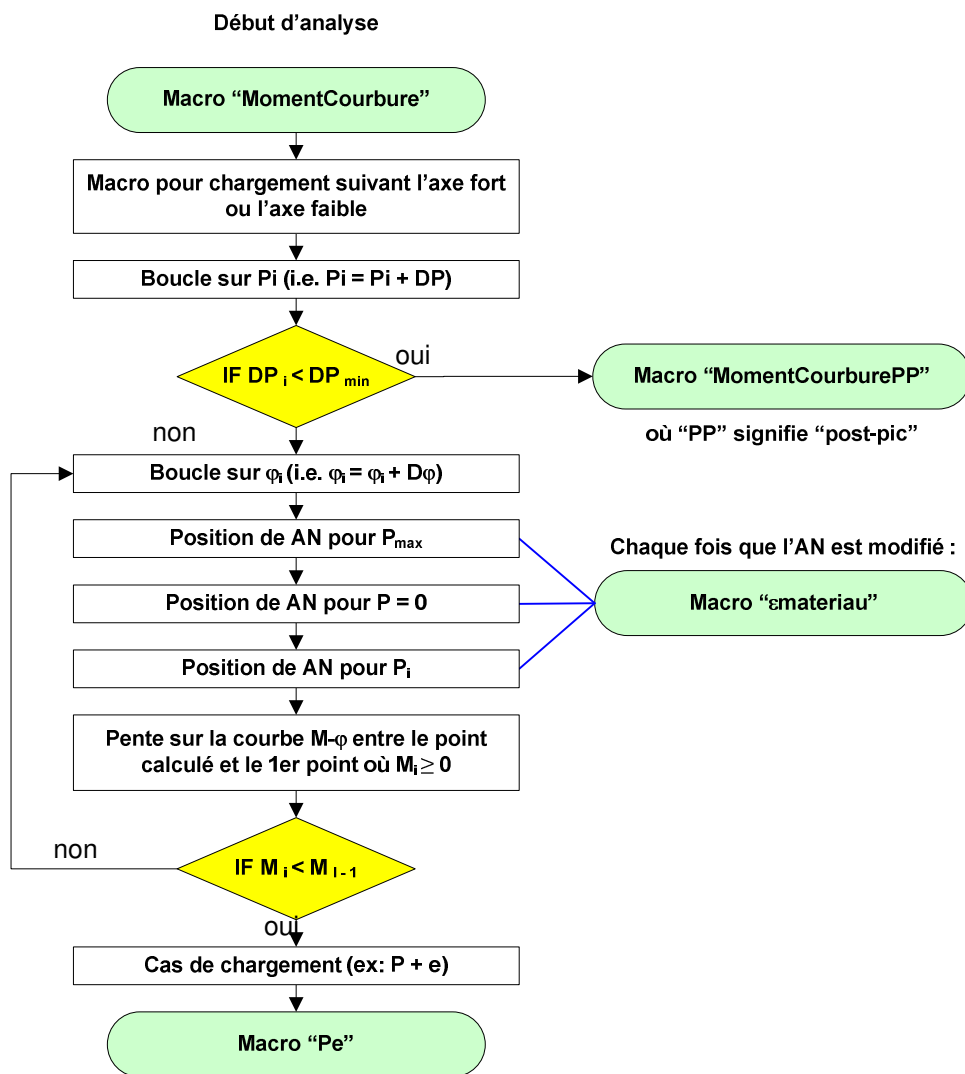 Début d’analyse
Macro “MomentCourbure”
Macro pour chargement suivant l’axe fort
ou l’axe faible
Boucle sur Pi (i.e. Pi = Pi + DP)
IF DP i < DP min
oui
Macro “MomentCourburePP”
où “PP” signifie “post-pic”
non
Boucle sur φi (i.e. φi = φi + Dφ)
Position de AN pour Pmax
Chaque fois que l’AN est modifié :
Position de AN pour P = 0
Macro “εmateriau”
Position de AN pour Pi
Pente sur la courbe M-φ entre le point
calculé et le 1er point où Mi ≥ 0
non
IF M i < M I - 1
oui
Cas de chargement (ex: P + e)
Macro “Pe”